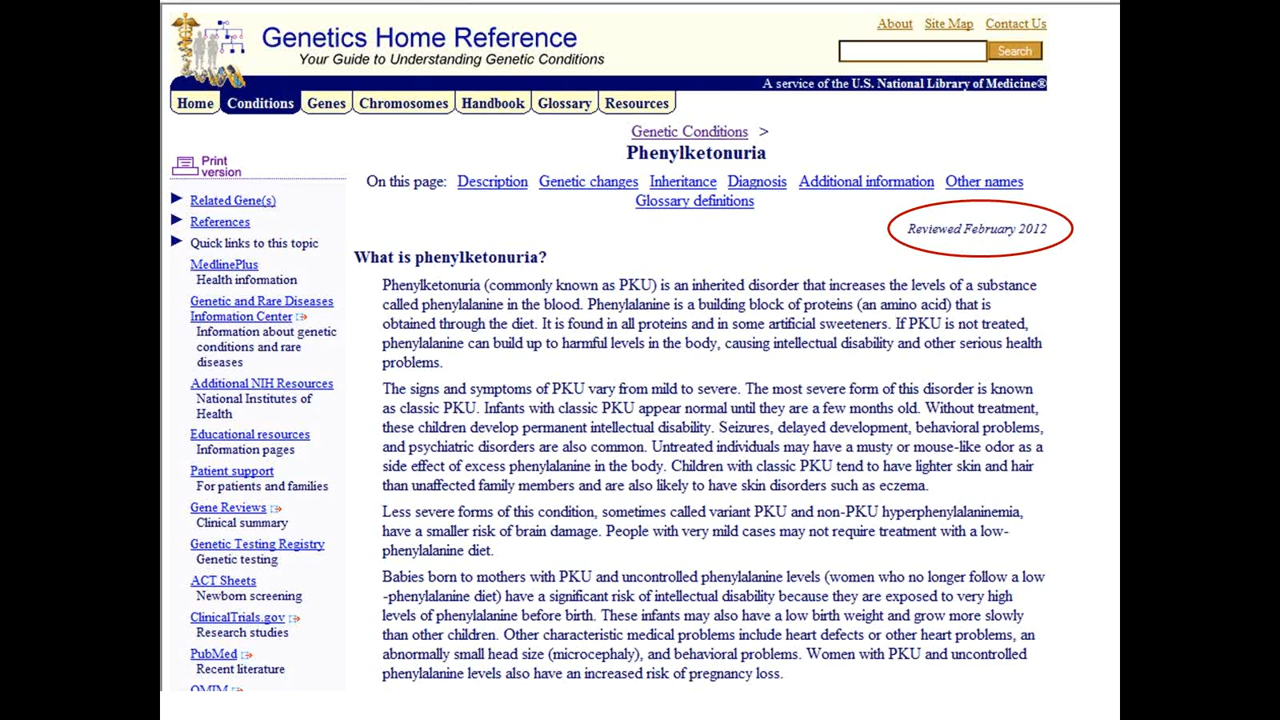 About Site Map Contact Us
Genetics Home Reference
Your Guide to Understanding Genetic Conditions
Search
A service of the U.S. National Library of Medicine®
Home Conditions Genes Chromosomes Handbook Glossary Resources
Genetic Conditions >
Phenylketonuria
Print
version
On this page: Description Genetic changes Inheritance Diagnosis Additional information Other names
Glossary definitions
Reviewed February 2012
Related Gene(s)
References
Quick links to this topic
MedlinePlus
Health information
Genetic and Rare Diseases
Information Center
Information about genetic
conditions and rare
diseases
Additional NIH Resources
National Institutes of
Health
Educational resources
Information pages
Patient support
For patients and families
Gene Reviews
Clinical summary
Genetic Testing Registry
Genetic testing
ACT Sheets
Newborn screening
ClinicalTrials.gov
Research studies
PubMed
Recent literature
OMIM
What is phenylketonuria?
Phenylketonuria (commonly known as PKU) is an inherited disorder that increases the levels of a substance
called phenylalanine in the blood. Phenylalanine is a building block of proteins (an amino acid) that is
obtained through the diet. It is found in all proteins and in some artificial sweeteners. If PKU is not treated,
phenylalanine can build up to harmful levels in the body, causing intellectual disability and other serious health
problems.
The signs and symptoms of PKU vary from mild to severe. The most severe form of this disorder is known
as classic PKU. Infants with classic PKU appear normal until they are a few months old. Without treatment,
these children develop permanent intellectual disability. Seizures, delayed development, behavioral problems,
and psychiatric disorders are also common. Untreated individuals may have a musty or mouse-like odor as a
side effect of excess phenylalanine in the body. Children with classic PKU tend to have lighter skin and hair
than unaffected family members and are also likely to have skin disorders such as eczema.
Less severe forms of this condition, sometimes called variant PKU and non-PKU hyperphenylalaninemia,
have a smaller risk of brain damage. People with very mild cases may not require treatment with a low-
phenylalanine diet.
Babies born to mothers with PKU and uncontrolled phenylalanine levels (women who no longer follow a low
-phenylalanine diet) have a significant risk of intellectual disability because they are exposed to very high
levels of phenylalanine before birth. These infants may also have a low birth weight and grow more slowly
than other children. Other characteristic medical problems include heart defects or other heart problems, an
abnormally small head size (microcephaly), and behavioral problems. Women with PKU and uncontrolled
phenylalanine levels also have an increased risk of pregnancy loss.